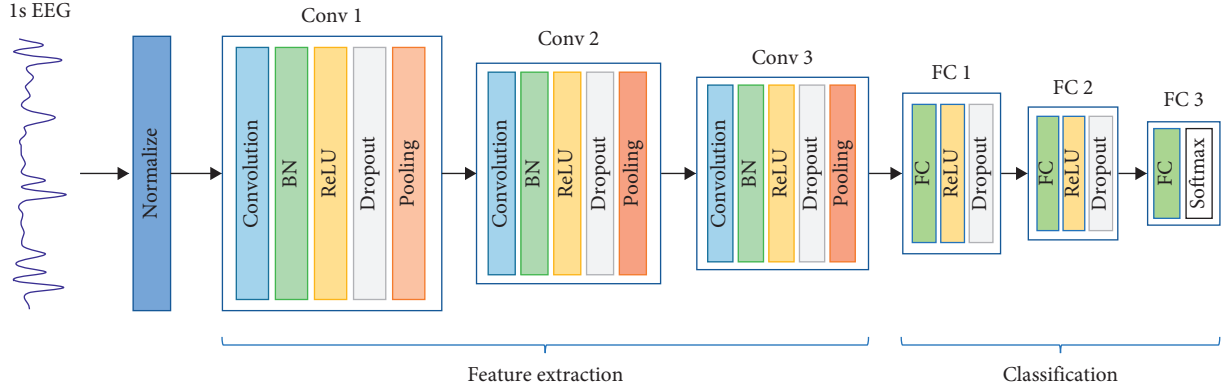 1s EEG
Normalize
Conv 1
Convolution
BN
ReLU
Dropout
Pooling
Conv 2
Convolution
BN
ReLU
Dropout
Pooling
Conv 3
Convolution
BN
ReLU
Dropout
Pooling
FC 1
FC
ReLU
Dropout
FC 2
FC
ReLU
Dropout
FC 3
FC
Softmax
Feature extraction
Classification